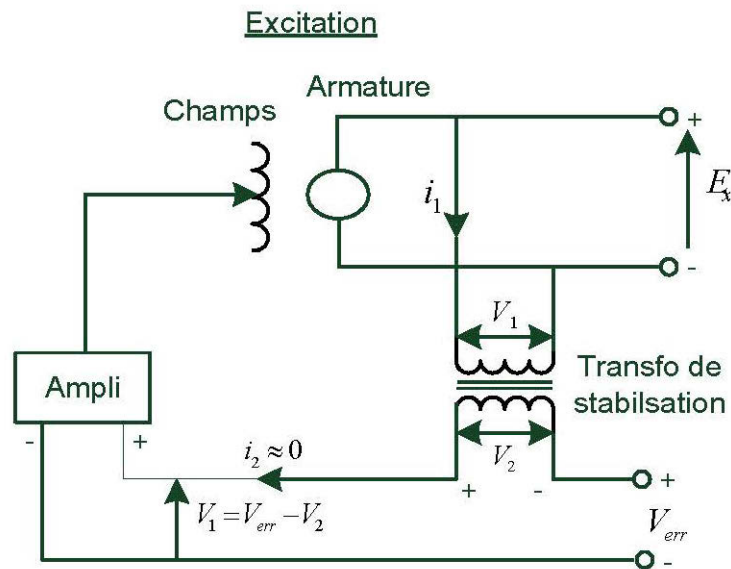 Excitation
Armature
Champs
+
i₁
Eₓ
-
V₁
Transfo de
stabilsation
Ampli
-
+
i₂ ≈ 0
V₂
+
-
+
V₁ = Vₑᵣᵣ − V₂
Vₑᵣᵣ
-